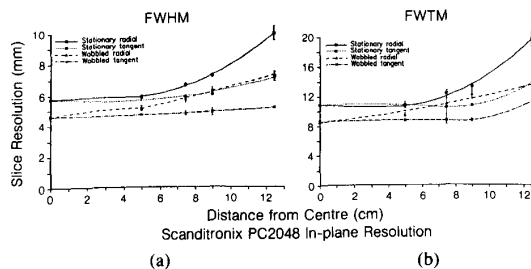 FWHM
FWTM
Slice Resolution (mm)
10
8
6
4
2
0
Stationary radial
Stationary tangent
Wobbled radial
Wobbled tangent
0 2 4 6 8 10 12
20
16
12
8
4
0
Stationary radial
Stationary tangent
Wobbled radial
Wobbled tangent
0 2 4 6 8 10 12
Distance from Centre (cm)
Scanditronix PC2048 In-plane Resolution
(a)
(b)